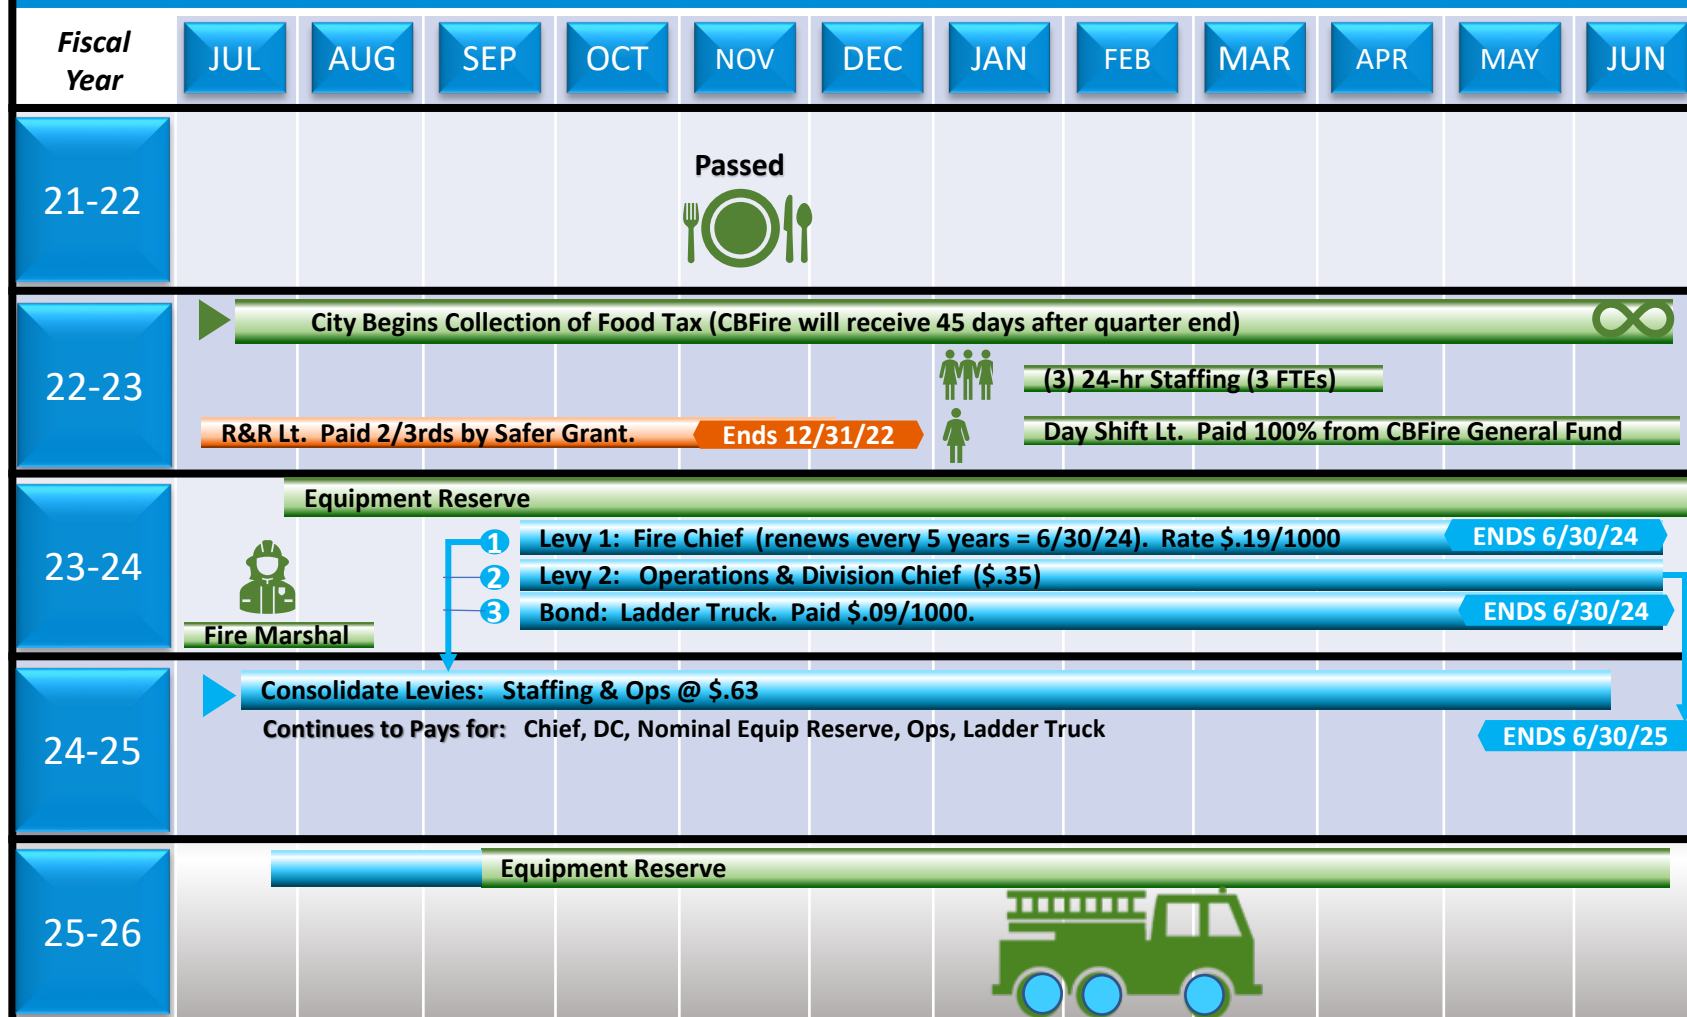 Fiscal
Year
JUL AUG SEP OCT NOV DEC JAN FEB MAR APR MAY JUN
21-22
Passed
22-23
City Begins Collection of Food Tax (CBFire will receive 45 days after quarter end)
(3) 24-hr Staffing (3 FTEs)
R&R Lt. Paid 2/3rds by Safer Grant. Ends 12/31/22
Day Shift Lt. Paid 100% from CBFire General Fund
23-24
Equipment Reserve
1 Levy 1: Fire Chief (renews every 5 years = 6/30/24). Rate $.19/1000 ENDS 6/30/24
2 Levy 2: Operations & Division Chief ($.35)
3 Bond: Ladder Truck. Paid $.09/1000. ENDS 6/30/24
Fire Marshal
24-25
Consolidate Levies: Staffing & Ops @ $.63
Continues to Pays for: Chief, DC, Nominal Equip Reserve, Ops, Ladder Truck
ENDS 6/30/25
25-26
Equipment Reserve